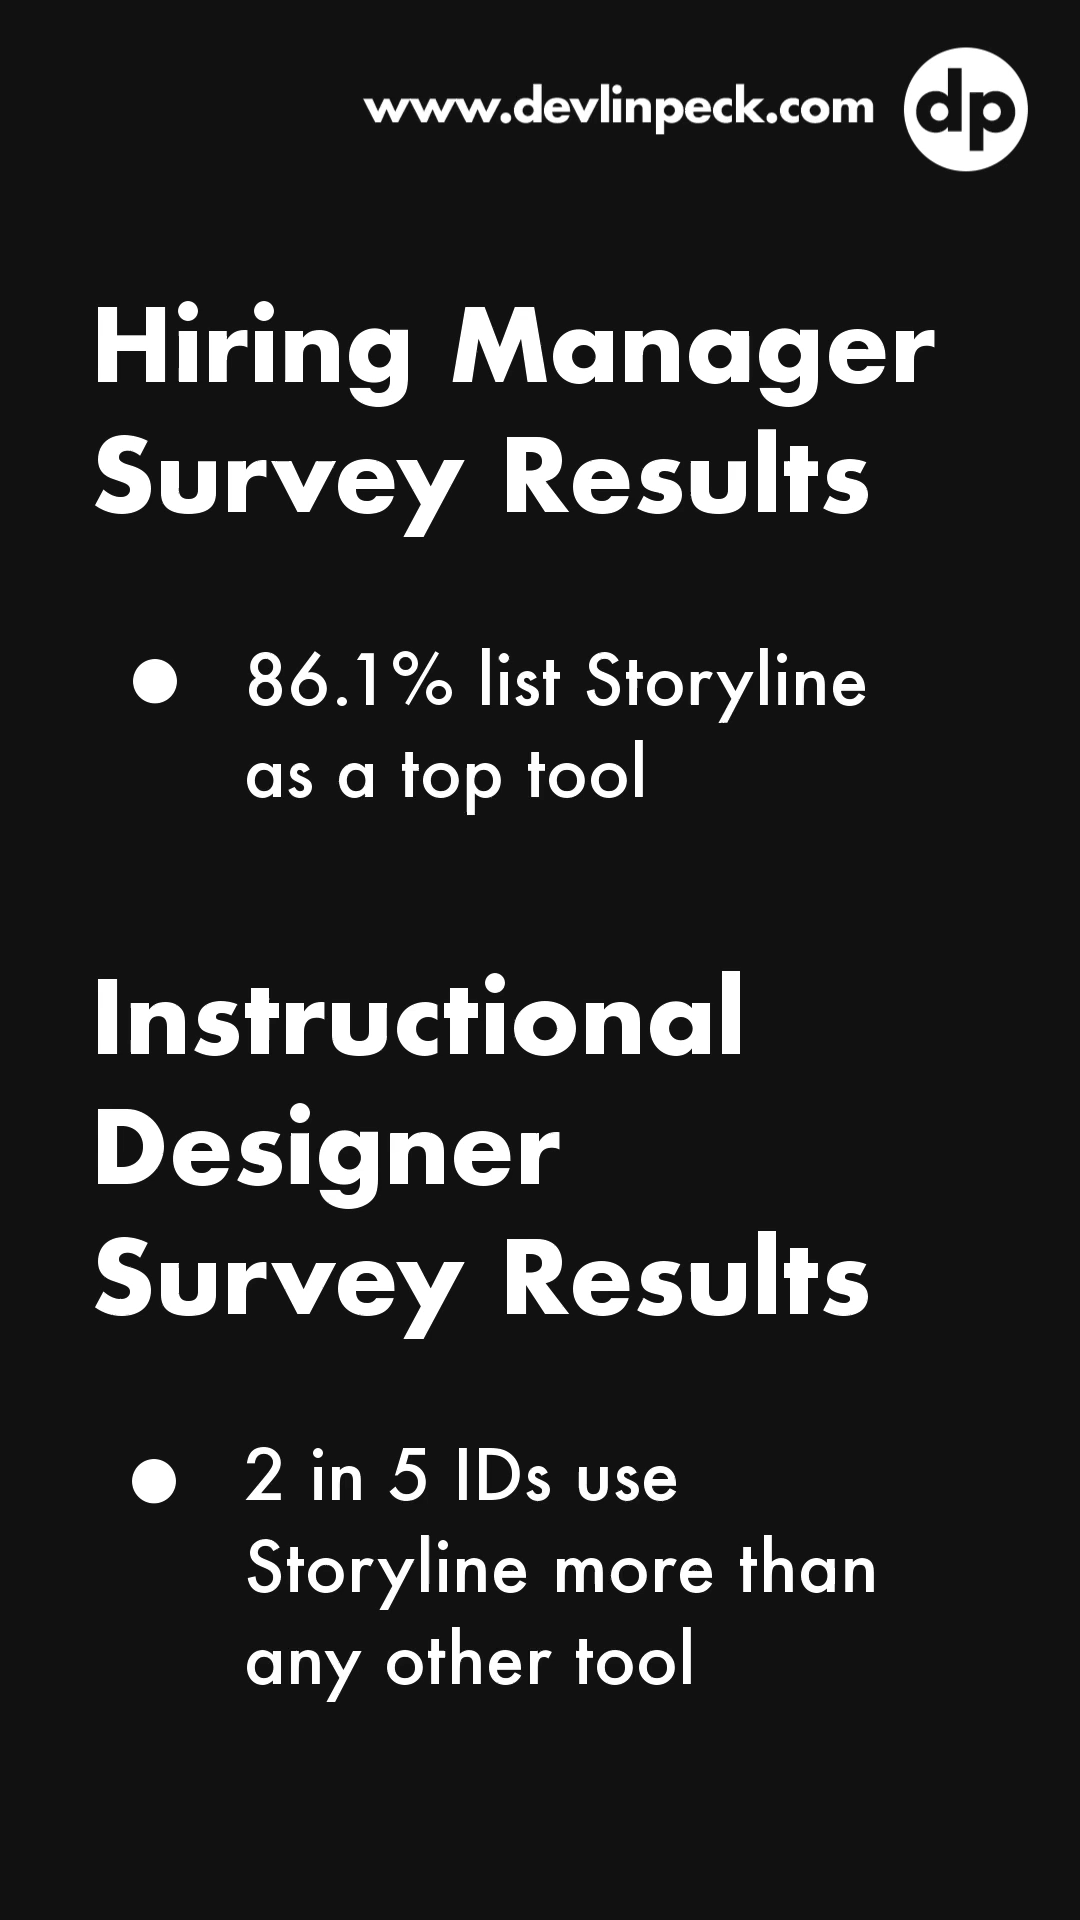 www.devlinpeck.com
dp
Hiring Manager
Survey Results
● 86.1% list Storyline
as a top tool
Instructional
Designer
Survey Results
● 2 in 5 IDs use
Storyline more than
any other tool